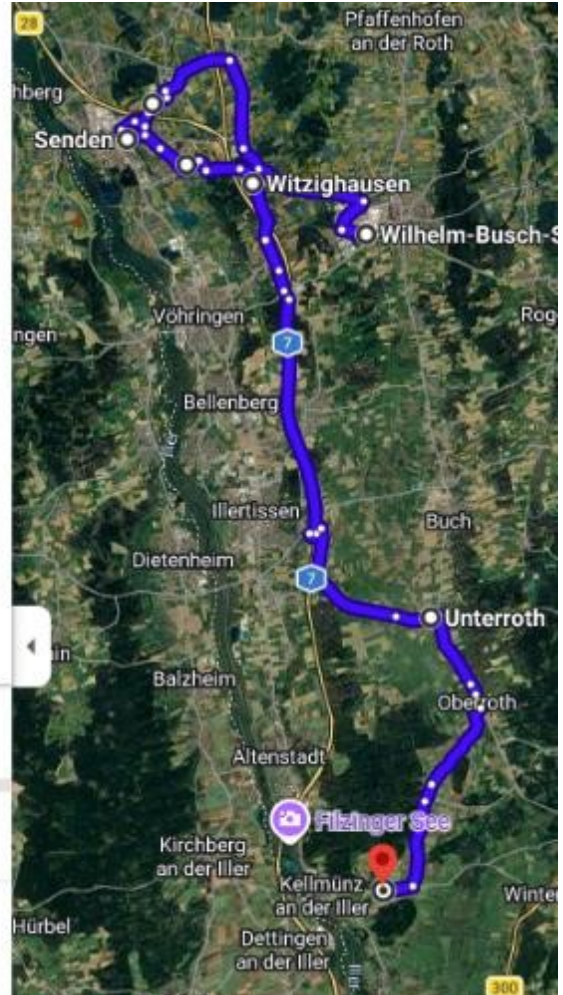 28
Pfaffenhofen
an der Roth
hberg
Senden
Witzighausen
Wilhelm-Busch-S
Vöhringen
Rog
ngen
7
Bellenberg
Iller
Illertissen
Buch
Dietenheim
7
Unterroth
ain
Balzheim
Oberroth
Altenstadt
Filzinger See
Kirchberg
an der Iller
Kellmünz
an der Iller
Winter
Hürbel
Dettingen
an der Iller
Iller
300